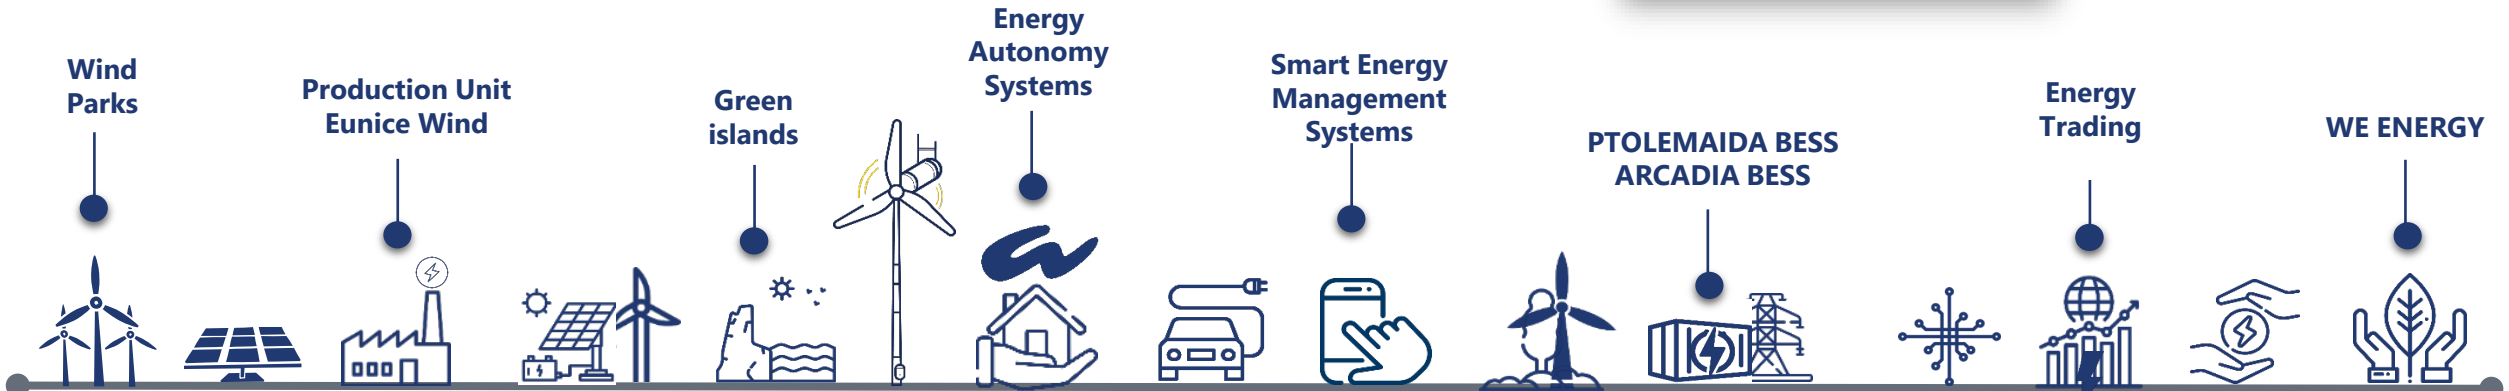 Wind
Parks
Production Unit
Eunice Wind
Green
islands
Energy
Autonomy
Systems
Smart Energy
Management
Systems
PTOLEMAIDA BESS
ARCADIA BESS
Energy
Trading
WE ENERGY